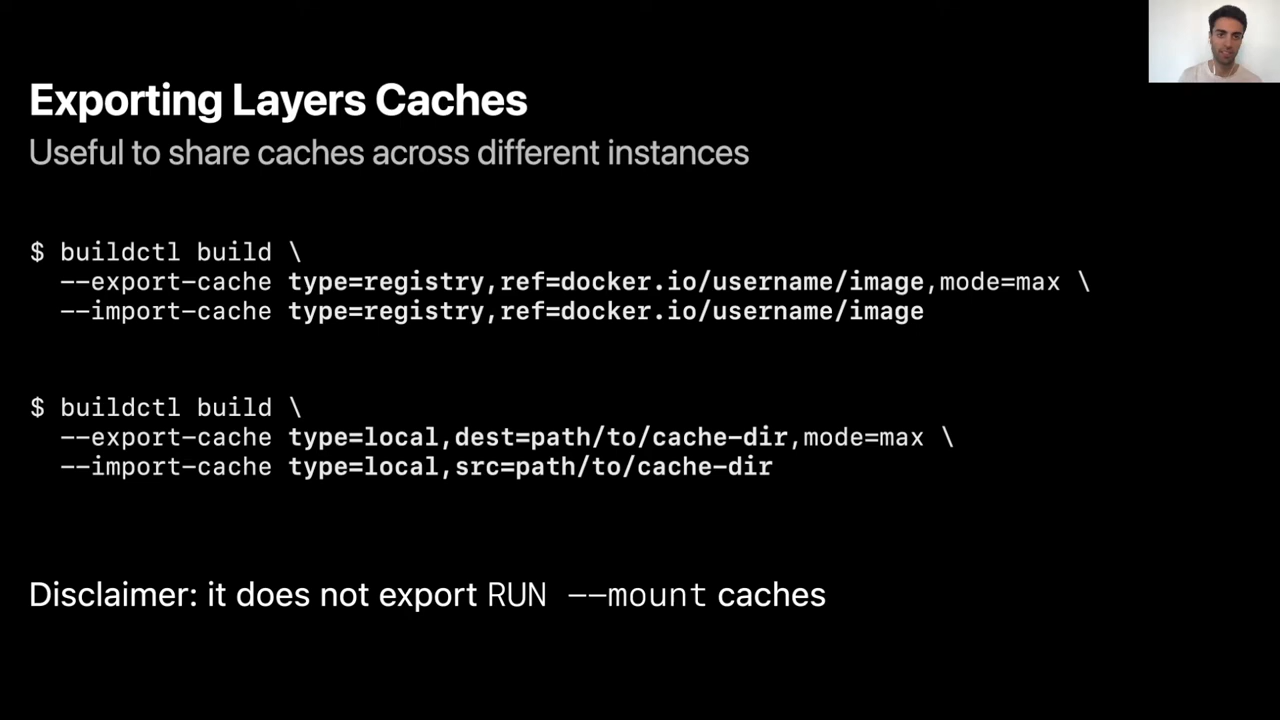 Exporting Layers Caches
Useful to share caches across different instances
$ buildctl build \
--export-cache type=registry,ref=docker.io/username/image,mode=max \
--import-cache type=registry,ref=docker.io/username/image
$ buildctl build \
--export-cache type=local,dest=path/to/cache-dir,mode=max \
--import-cache type=local,src=path/to/cache-dir
Disclaimer: it does not export RUN --mount caches